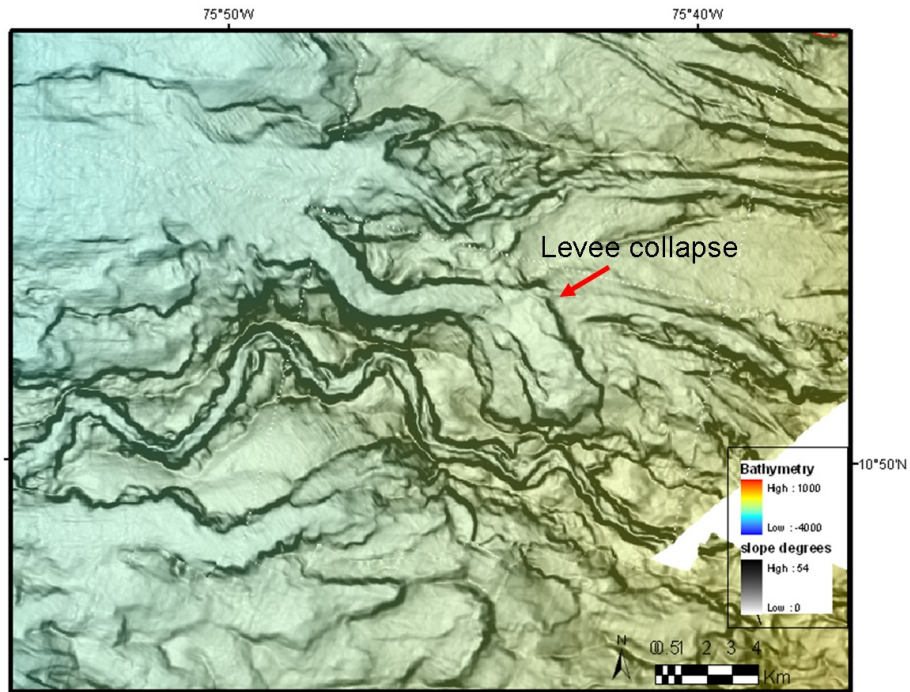 75°50'W 75°40'W
Levee collapse
10°50'N
Bathymetry
High : 1000
Low : -4000
slope degrees
High : 54
Low : 0
N
0 0.5 1 2 3 4
Km